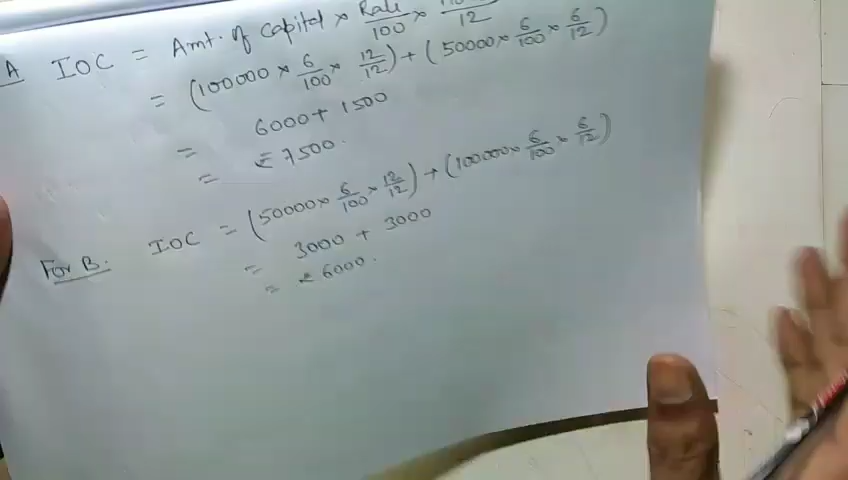 A IOC = Amt. of Capital × Rate/100 × /12
= (100000 × 6/100 × 12/12) + (50000 × 6/100 × 6/12)
= 6000 + 1500
= ₹ 7500.
For B. IOC = (50000 × 6/100 × 12/12) + (100000 × 6/100 × 6/12)
= 3000 + 3000
= ₹ 6000.